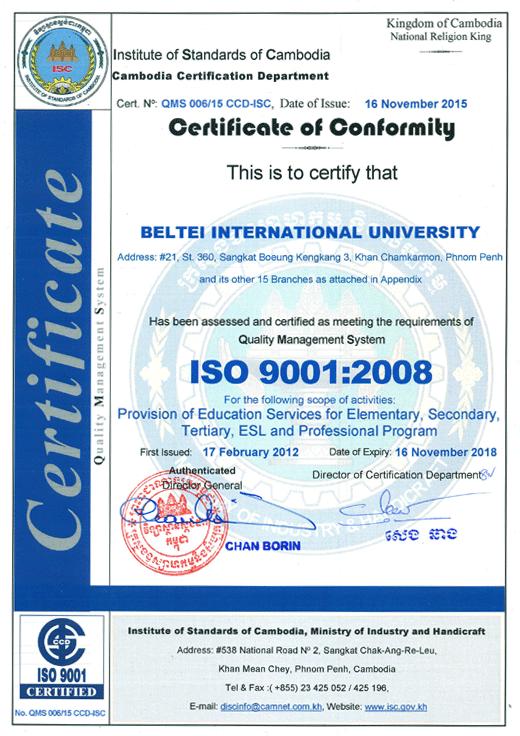 Kingdom of Cambodia
National Religion King
ISC
INSTITUTE OF STANDARDS OF CAMBODIA
Institute of Standards of Cambodia
Cambodia Certification Department
Cert. Nº: QMS 006/15 CCD-ISC, Date of Issue: 16 November 2015
Certificate of Conformity
This is to certify that
BELTEI INTERNATIONAL UNIVERSITY
Address: #21, St. 360, Sangkat Boeung Kengkang 3, Khan Chamkarmon, Phnom Penh
and its other 15 Branches as attached in Appendix
Has been assessed and certified as meeting the requirements of
Quality Management System
ISO 9001:2008
For the following scope of activities:
Provision of Education Services for Elementary, Secondary,
Tertiary, ESL and Professional Program
First Issued: 17 February 2012 Date of Expiry: 16 November 2018
Authenticated
Director General
Director of Certification Department
CHAN BORIN
សេង ឆាង
កម្ពុជា
OF INDUSTRY & HANDICRAFT
Certificate
Quality Management System
CCD
ISO 9001
CERTIFIED
No. QMS 006/15 CCD-ISC
Institute of Standards of Cambodia, Ministry of Industry and Handicraft
Address: #538 National Road Nº 2, Sangkat Chak-Ang-Re-Leu,
Khan Mean Chey, Phnom Penh, Cambodia
Tel & Fax :( +855) 23 425 052 / 425 196,
E-mail: discinfo@camnet.com.kh, Website: www.isc.gov.kh